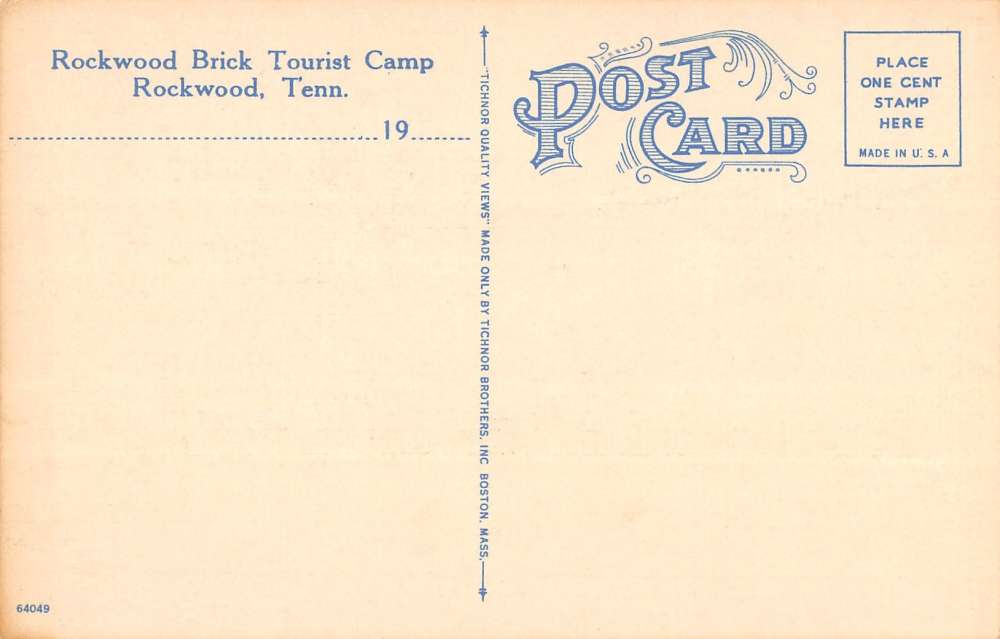 Rockwood Brick Tourist Camp
Rockwood, Tenn.
19
"TICHNOR QUALITY VIEWS" MADE ONLY BY TICHNOR BROTHERS, INC BOSTON, MASS.
POST
CARD
PLACE
ONE CENT
STAMP
HERE
MADE IN U. S. A
64049